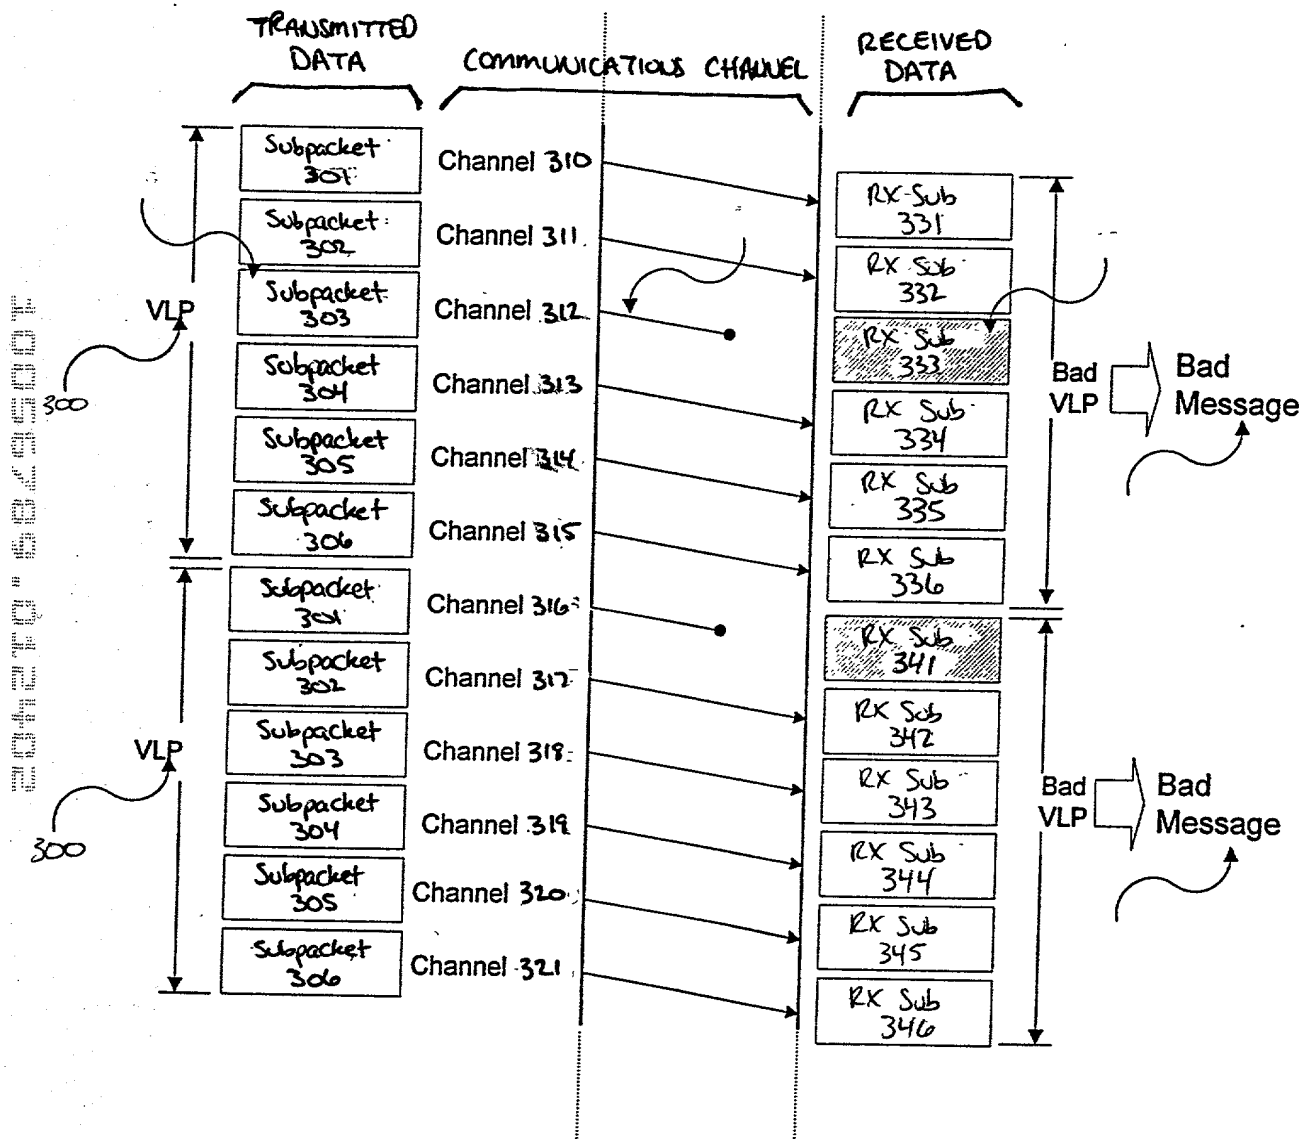 TRANSMITTED
DATA
COMMUNICATIONS CHANNEL
RECEIVED
DATA
Subpacket
301
Channel 310
RX Sub
331
Subpacket
302
Channel 311
RX Sub
332
VLP
300
Subpacket
303
Channel 312
RX Sub
333
Subpacket
304
Channel 313
RX Sub
334
Bad
VLP
Bad
Message
Subpacket
305
Channel 314
RX Sub
335
Subpacket
306
Channel 315
RX Sub
336
Subpacket
301
Channel 316
RX Sub
341
Subpacket
302
Channel 317
RX Sub
342
VLP
300
Subpacket
303
Channel 318
RX Sub
343
Bad
VLP
Bad
Message
Subpacket
304
Channel 319
RX Sub
344
Subpacket
305
Channel 320
RX Sub
345
Subpacket
306
Channel 321
RX Sub
346
10056789.012402